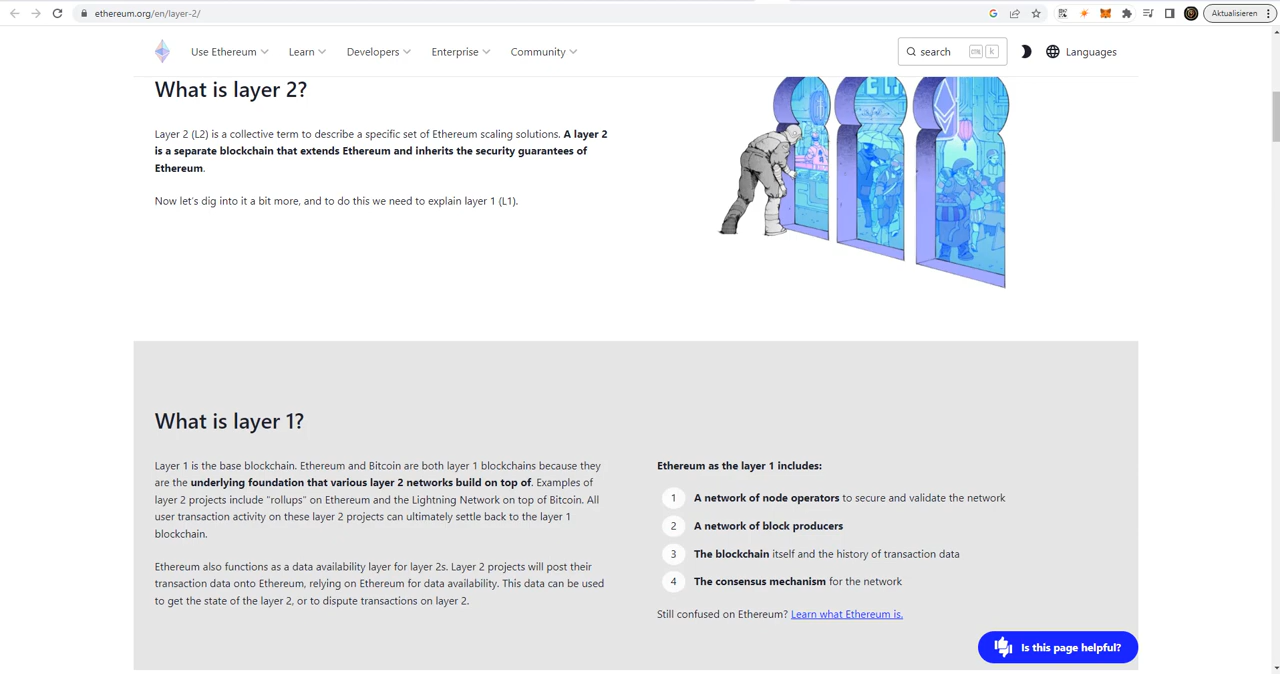 ethereum.org/en/layer-2/
Aktualisieren
Use Ethereum
Learn
Developers
Enterprise
Community
search
k
Languages
What is layer 2?
Layer 2 (L2) is a collective term to describe a specific set of Ethereum scaling solutions. A layer 2
is a separate blockchain that extends Ethereum and inherits the security guarantees of
Ethereum.
Now let's dig into it a bit more, and to do this we need to explain layer 1 (L1).
What is layer 1?
Layer 1 is the base blockchain. Ethereum and Bitcoin are both layer 1 blockchains because they
are the underlying foundation that various layer 2 networks build on top of. Examples of
layer 2 projects include "rollups" on Ethereum and the Lightning Network on top of Bitcoin. All
user transaction activity on these layer 2 projects can ultimately settle back to the layer 1
blockchain.
Ethereum also functions as a data availability layer for layer 2s. Layer 2 projects will post their
transaction data onto Ethereum, relying on Ethereum for data availability. This data can be used
to get the state of the layer 2, or to dispute transactions on layer 2.
Ethereum as the layer 1 includes:
1 A network of node operators to secure and validate the network
2 A network of block producers
3 The blockchain itself and the history of transaction data
4 The consensus mechanism for the network
Still confused on Ethereum? Learn what Ethereum is.
Is this page helpful?